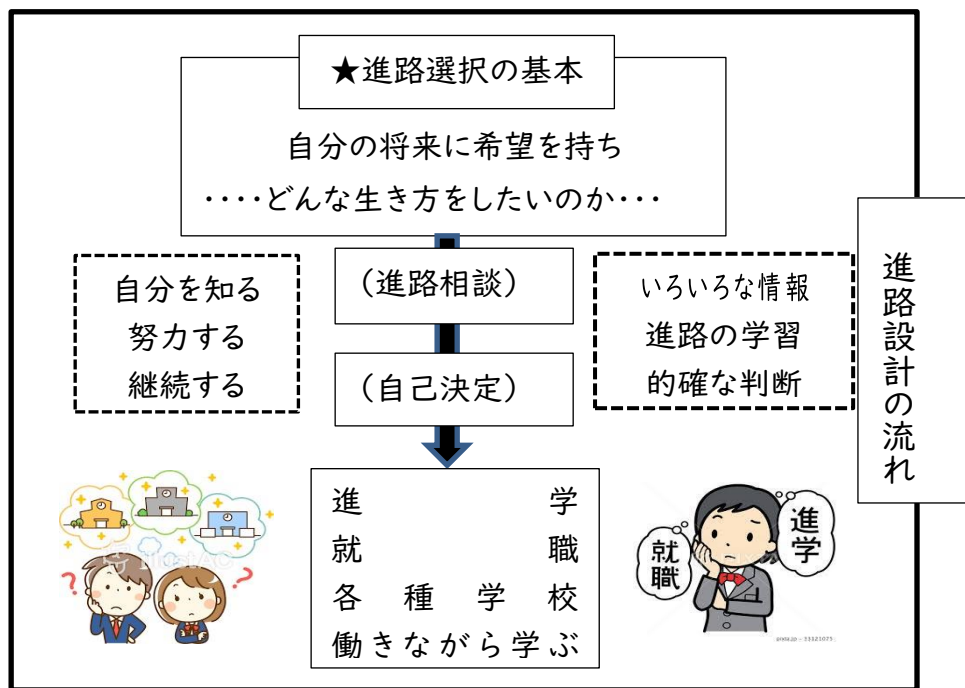 ★進路選択の基本
自分の将来に希望を持ち
・・・・どんな生き方をしたいのか・・・
自分を知る
努力する
継続する
(進路相談)
(自己決定)
いろいろな情報
進路の学習
的確な判断
進路設計の流れ
進学
就職
各種学校
働きながら学ぶ
?
?
就職
進学